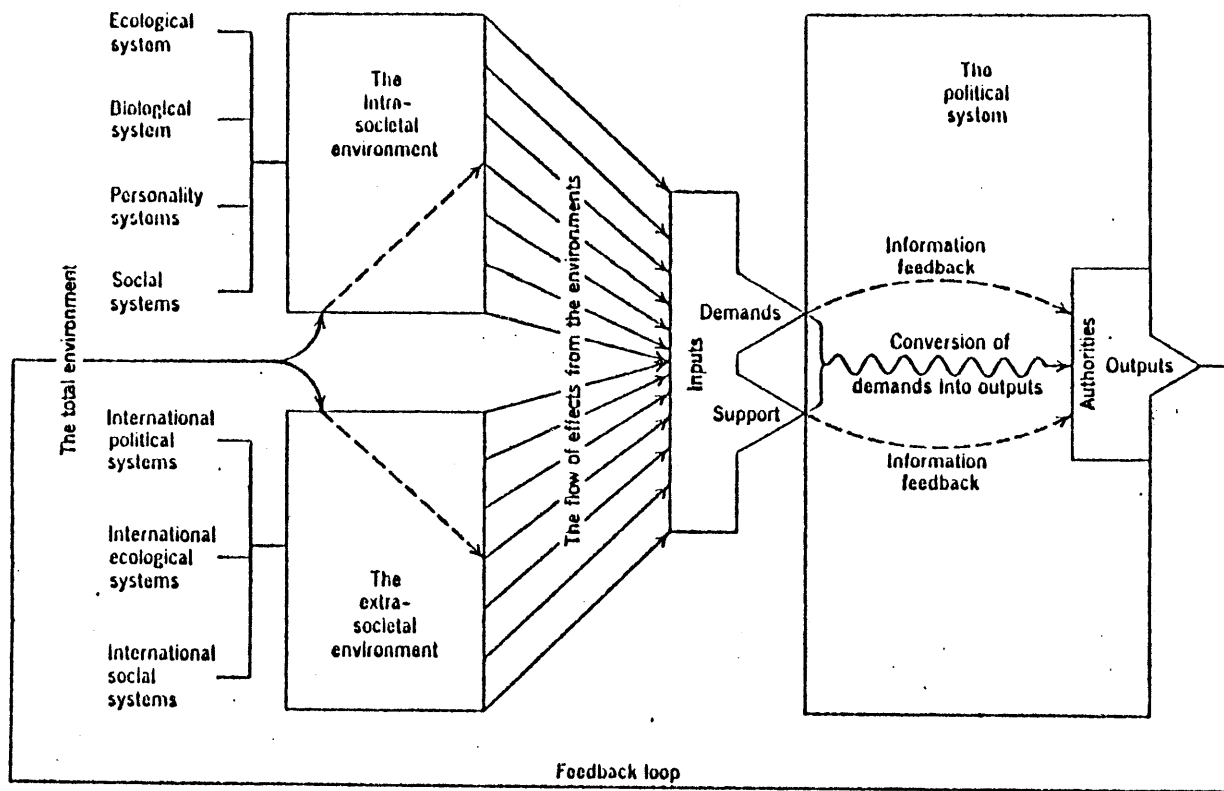 Ecological
system
Biological
system
Personality
systems
Social
systems
The total environment
International
political
systems
International
ecological
systems
International
social
systems
The
Intra-
societal
environment
The
extra-
societal
environment
The flow of effects from the environments
Inputs
Demands
Support
The
political
system
Information
feedback
Conversion of
demands into outputs
Information
feedback
Authorities
Outputs
Feedback loop